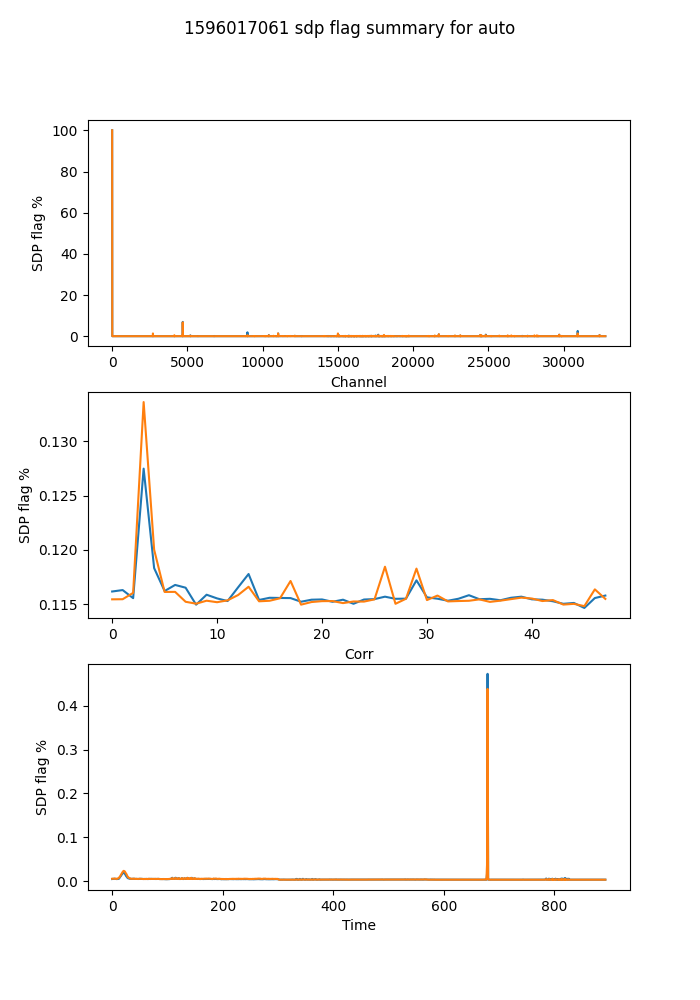 1596017061 sdp flag summary for auto
100
80
60
40
20
0
SDP flag %
0 5000 10000 15000 20000 25000 30000
Channel
0.130
0.125
0.120
0.115
SDP flag %
0 10 20 30 40
Corr
0.4
0.3
0.2
0.1
0.0
SDP flag %
0 200 400 600 800
Time